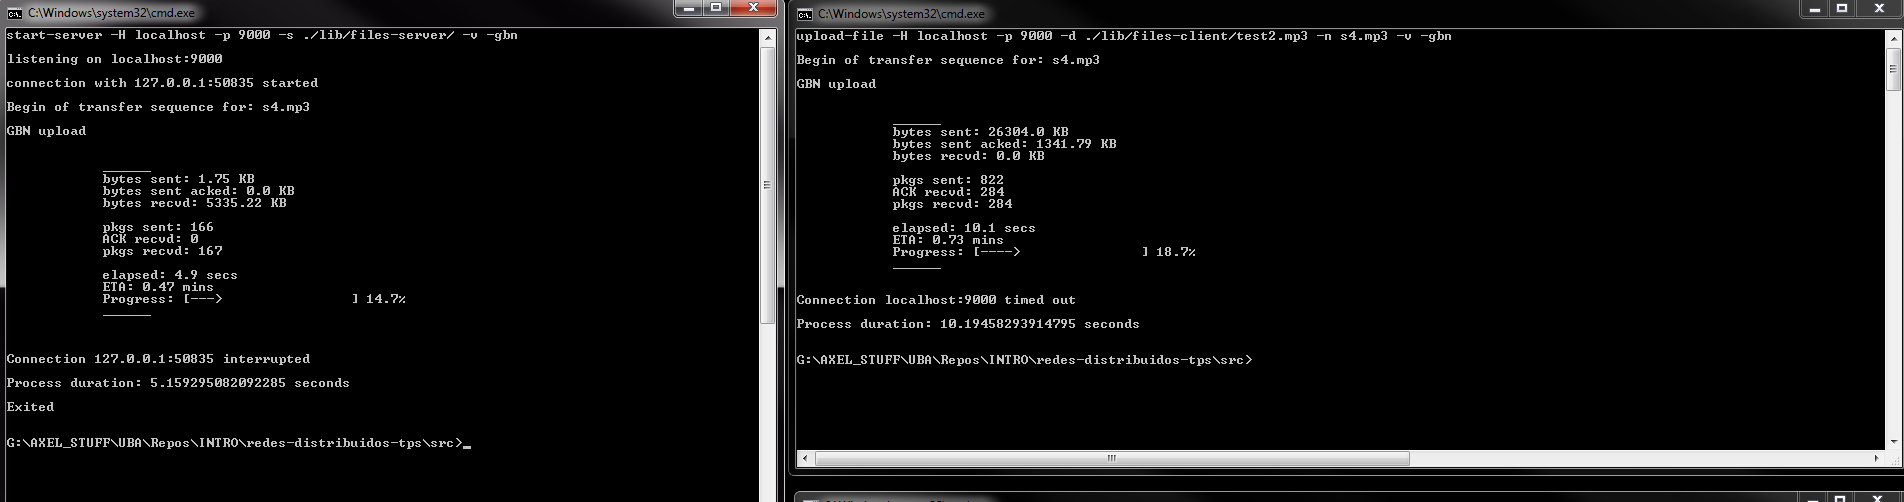 C:\Windows\system32\cmd.exe
start-server -H localhost -p 9000 -s ./lib/files-server/ -v -gbn
listening on localhost:9000
connection with 127.0.0.1:50835 started
Begin of transfer sequence for: s4.mp3
GBN upload
______
bytes sent: 1.75 KB
bytes sent acked: 0.0 KB
bytes recvd: 5335.22 KB
pkgs sent: 166
ACK recvd: 0
pkgs recvd: 167
elapsed: 4.9 secs
ETA: 0.47 mins
Progress: [--->                ] 14.7%
______
Connection 127.0.0.1:50835 interrupted
Process duration: 5.159295082092285 seconds
Exited
G:\AXEL_STUFF\UBA\Repos\INTRO\redes-distribuidos-tps\src>_
C:\Windows\system32\cmd.exe
upload-file -H localhost -p 9000 -d ./lib/files-client/test2.mp3 -n s4.mp3 -v -gbn
Begin of transfer sequence for: s4.mp3
GBN upload
______
bytes sent: 26304.0 KB
bytes sent acked: 1341.79 KB
bytes recvd: 0.0 KB
pkgs sent: 822
ACK recvd: 284
pkgs recvd: 284
elapsed: 10.1 secs
ETA: 0.73 mins
Progress: [---->               ] 18.7%
______
Connection localhost:9000 timed out
Process duration: 10.19458293914795 seconds
G:\AXEL_STUFF\UBA\Repos\INTRO\redes-distribuidos-tps\src>